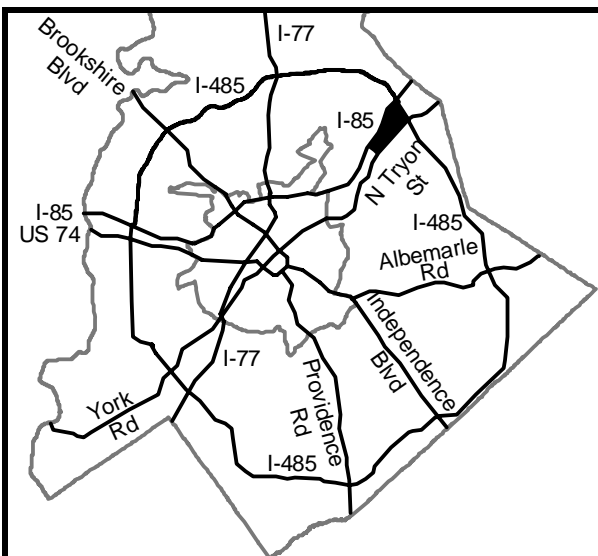 I-77
Brookshire
Blvd
I-485
I-85
N Tryon
St
I-85
US 74
I-485
Albemarle
Rd
Independence
Blvd
I-77
Providence
Rd
York
Rd
I-485